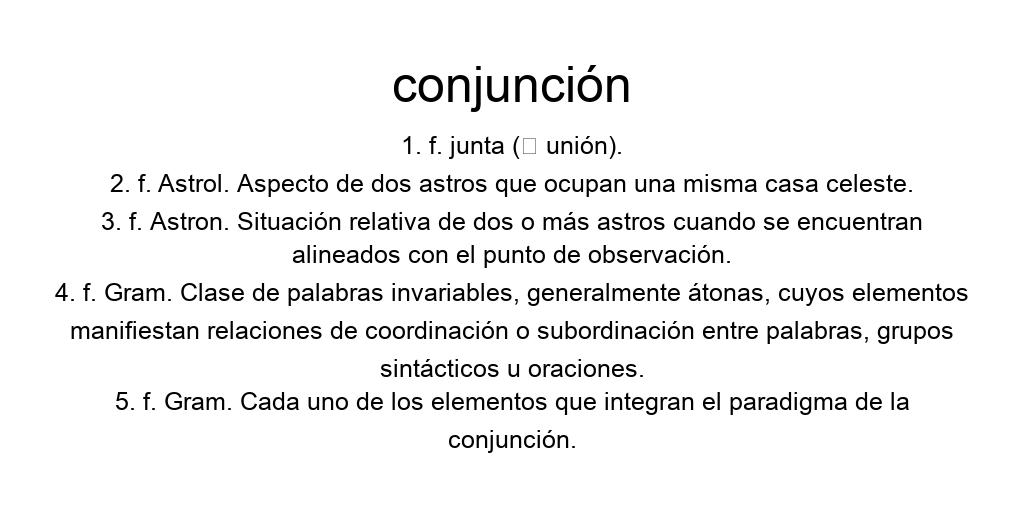 conjunción
1. f. junta (□ unión).
2. f. Astrol. Aspecto de dos astros que ocupan una misma casa celeste.
3. f. Astron. Situación relativa de dos o más astros cuando se encuentran
alineados con el punto de observación.
4. f. Gram. Clase de palabras invariables, generalmente átonas, cuyos elementos
manifiestan relaciones de coordinación o subordinación entre palabras, grupos
sintácticos u oraciones.
5. f. Gram. Cada uno de los elementos que integran el paradigma de la
conjunción.